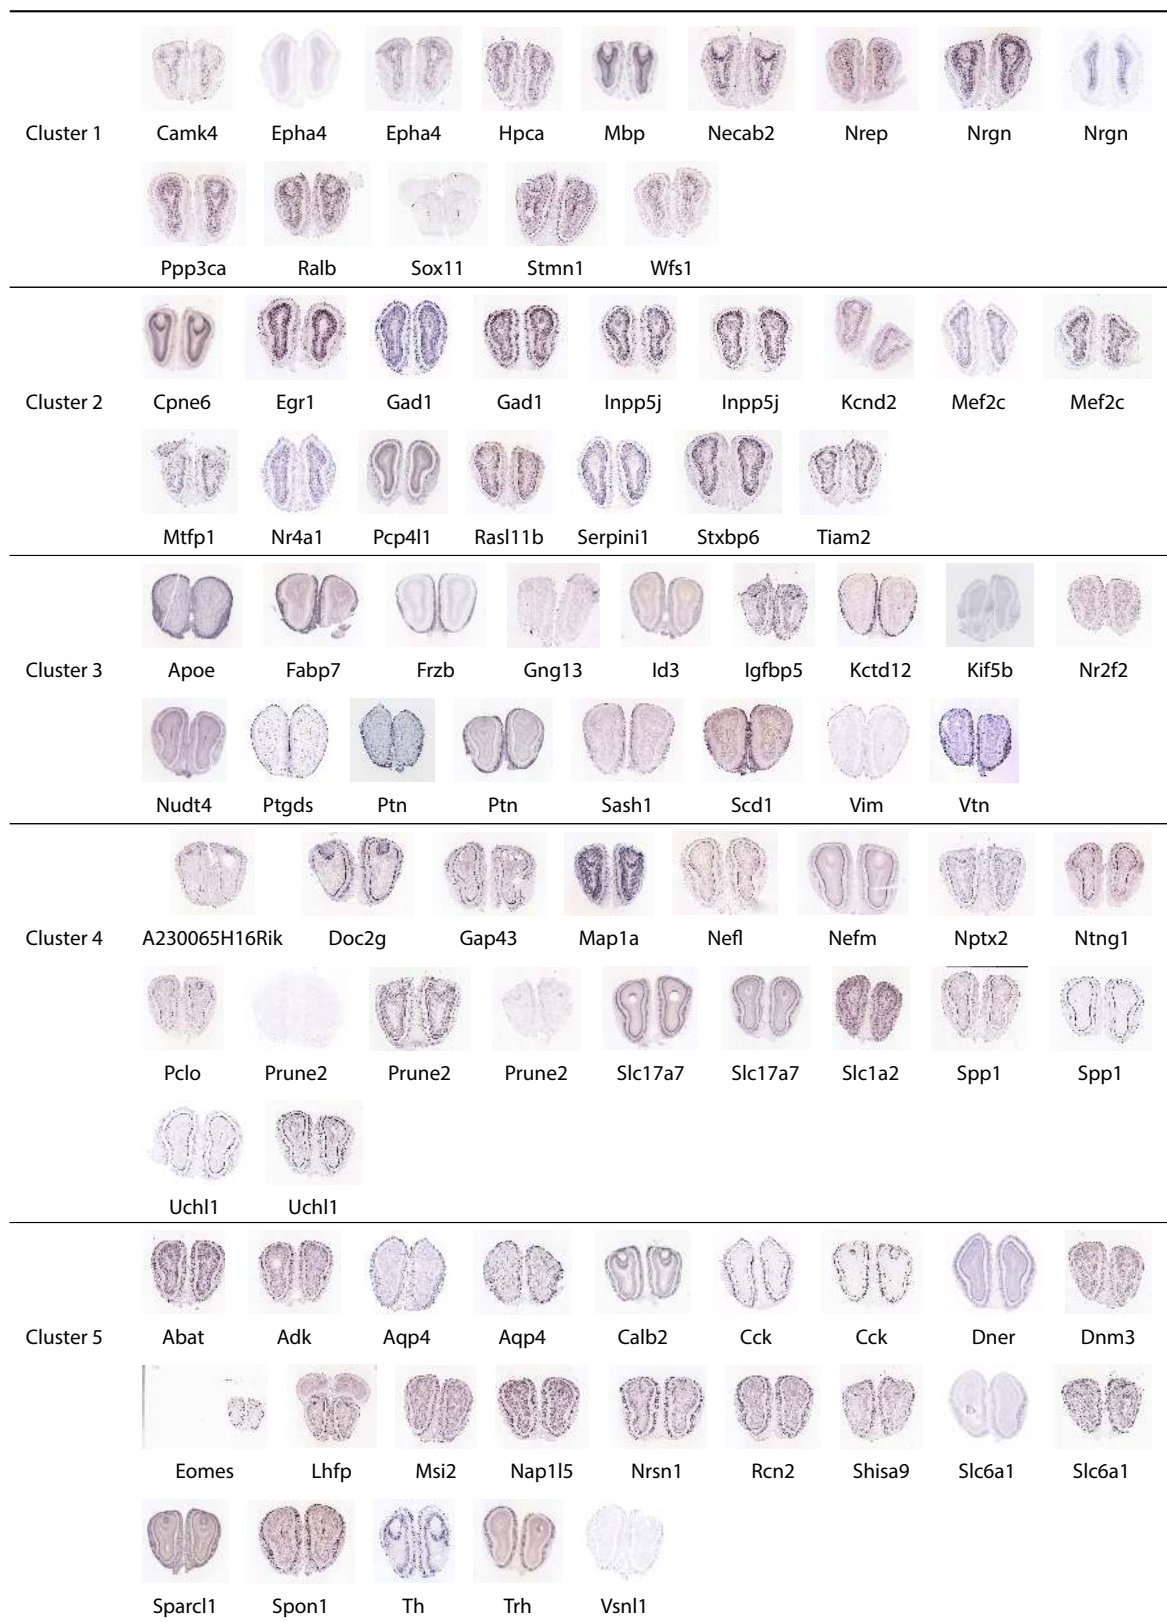 Camk4 Epha4 Epha4 Hpca Mbp Necab2 Nrep Nrgn Nrgn
Cluster 1
Ppp3ca Ralb Sox11 Stmn1 Wfs1
Cpne6 Egr1 Gad1 Gad1 Inpp5j Inpp5j Kcnd2 Mef2c Mef2c
Cluster 2
Mtfp1 Nr4a1 Pcp4l1 Rasl11b Serpini1 Stxbp6 Tiam2
Apoe Fabp7 Frzb Gng13 Id3 Igfbp5 Kctd12 Kif5b Nr2f2
Cluster 3
Nudt4 Ptgds Ptn Ptn Sash1 Scd1 Vim Vtn
A230065H16Rik Doc2g Gap43 Map1a Nefl Nefm Nptx2 Ntng1
Cluster 4
Pclo Prune2 Prune2 Prune2 Slc17a7 Slc17a7 Slc1a2 Spp1 Spp1
Uchl1 Uchl1
Abat Adk Aqp4 Aqp4 Calb2 Cck Cck Dner Dnm3
Cluster 5
Eomes Lhfp Msi2 Nap1l5 Nrsn1 Rcn2 Shisa9 Slc6a1 Slc6a1
Sparcl1 Spon1 Th Trh Vsnl1